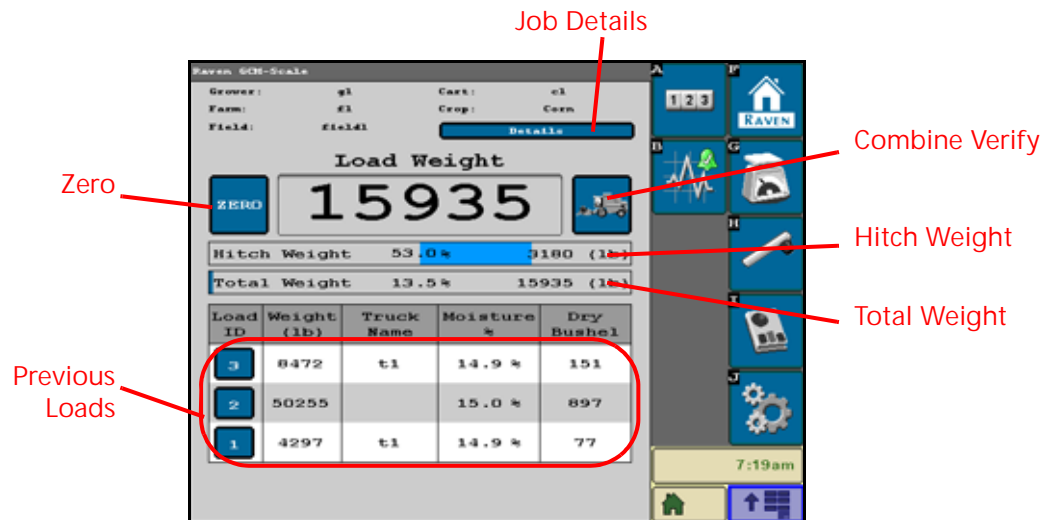 Job Details
Raven GCM-Scale
Grower: g1 Cart: c1
Farm: f1 Crop: Corn
Field: field1 Details
Load Weight
ZERO 15935
Hitch Weight 53.0% 3180 (lb)
Total Weight 13.5% 15935 (lb)
Load ID Weight (lb) Truck Name Moisture % Dry Bushel
3 8472 t1 14.9 % 151
2 50255 15.0 % 897
1 4297 t1 14.9 % 77
A
123
F
RAVEN
B
G
H
I
J
7:19am
Zero
Previous
Loads
Combine Verify
Hitch Weight
Total Weight